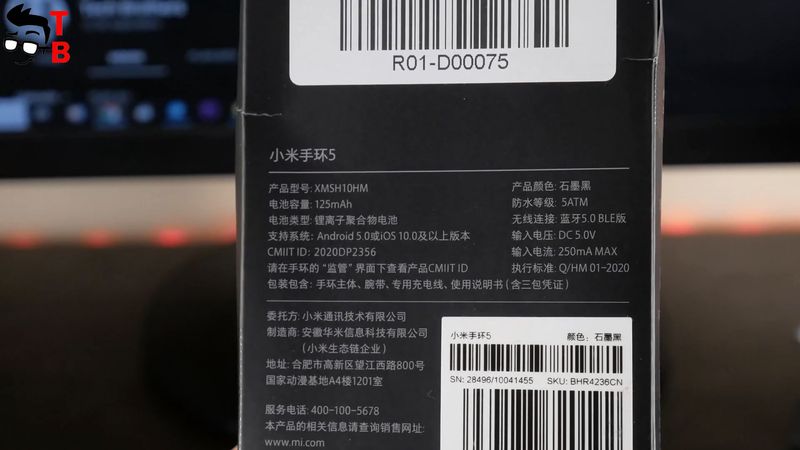 TB
R01-D00075
小米手环5
产品型号: XMSH10HM
电池容量: 125mAh
电池类型: 锂离子聚合物电池
支持系统: Android 5.0或iOS 10.0及以上版本
CMIIT ID: 2020DP2356
请在手环的“监管”界面下查看产品CMIIT ID
包装包含: 手环主体、腕带、专用充电线、使用说明书(含三包凭证)
产品颜色: 石墨黑
防水等级: 5ATM
无线连接: 蓝牙5.0 BLE版
输入电压: DC 5.0V
输入电流: 250mA MAX
执行标准: Q/HM 01-2020
委托方: 小米通讯技术有限公司
制造商: 安徽华米信息科技有限公司
(小米生态链企业)
地址: 合肥市高新区望江西路800号
国家动漫基地A4楼1201室
服务电话: 400-100-5678
本产品的相关信息请查询销售网址:
www.mi.com
小米手环5 颜色: 石墨黑
SN: 28496/10041455 SKU: BHR4236CN